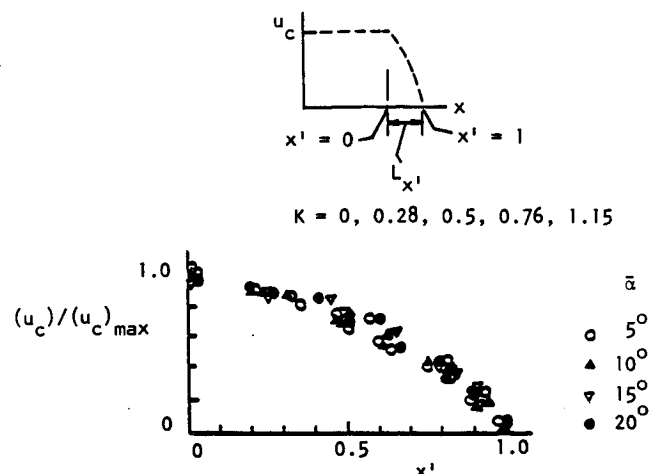 u_c
x
x' = 0
x' = 1
L_x'
K = 0, 0.28, 0.5, 0.76, 1.15
(u_c)/(u_c)_max
1.0
0
0
0.5
1.0
x'
ᾱ
5°
10°
15°
20°